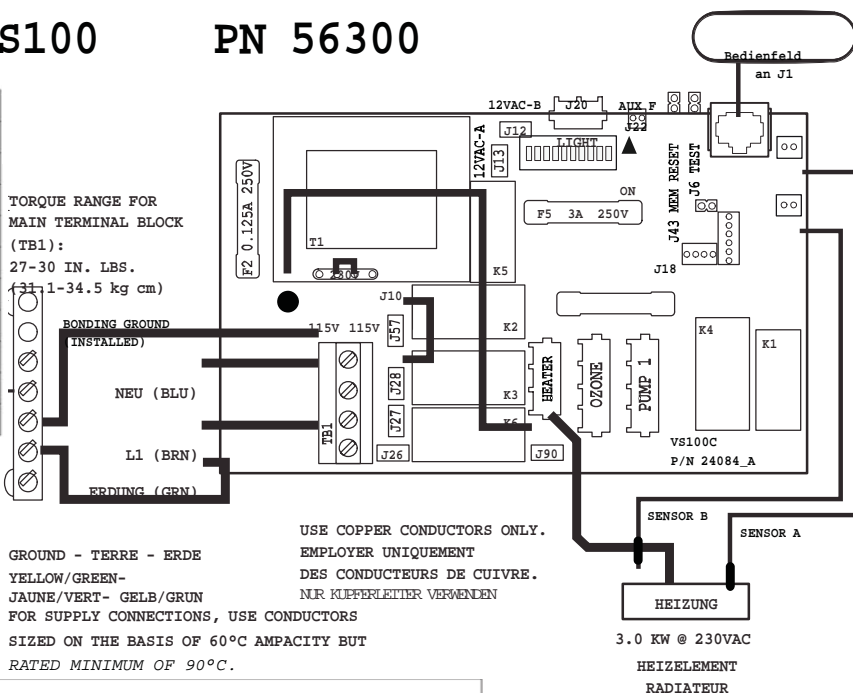 S100 PN 56300
Bedienfeld
an J1
12VAC-B J20 AUX F
J12 J22
LIGHT
12VAC-A
J13
J43 MEM RESET
J6 TEST
TORQUE RANGE FOR
MAIN TERMINAL BLOCK
(TB1):
27-30 IN. LBS.
(31.1-34.5 kg cm)
F2 0.125A 250V
T1
230V
ON
F5 3A 250V
K5
J18
J10
BONDING GROUND
(INSTALLED)
115V 115V
J57
K2
K4
K1
NEU (BLU)
J28
K3
HEATER
OZONE
PUMP 1
TB1
J27
K6
L1 (BRN)
J26
J90
VS100C
P/N 24084_A
ERDUNG (GRN)
SENSOR B
SENSOR A
GROUND - TERRE - ERDE
YELLOW/GREEN-
JAUNE/VERT- GELB/GRUN
FOR SUPPLY CONNECTIONS, USE CONDUCTORS
SIZED ON THE BASIS OF 60°C AMPACITY BUT
RATED MINIMUM OF 90°C.
USE COPPER CONDUCTORS ONLY.
EMPLOYER UNIQUEMENT
DES CONDUCTEURS DE CUIVRE.
NUR KUPFERLEITER VERWENDEN
HEIZUNG
3.0 KW @ 230VAC
HEIZELEMENT
RADIATEUR